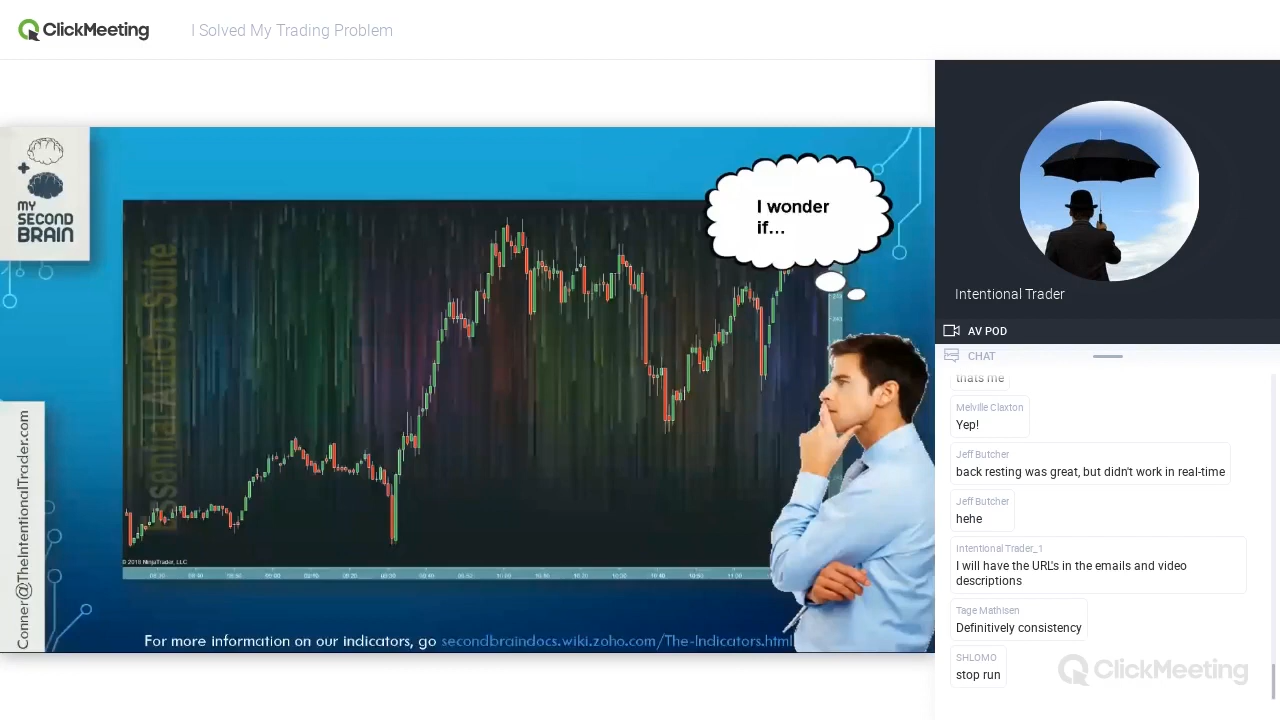 ClickMeeting
I Solved My Trading Problem
MY
SECOND
BRAIN
Essential Action Suite
I wonder
if...
© 2018 NinjaTrader, LLC
Conner@TheIntentionalTrader.com
For more information on our indicators, go secondbraindocs.wiki.zoho.com/The-Indicators.html
Intentional Trader
AV POD
CHAT
thats me
Melville Claxton
Yep!
Jeff Butcher
back resting was great, but didn't work in real-time
Jeff Butcher
hehe
Intentional Trader_1
I will have the URL's in the emails and video
descriptions
Tage Mathisen
Definitively consistency
SHLOMO
stop run
ClickMeeting